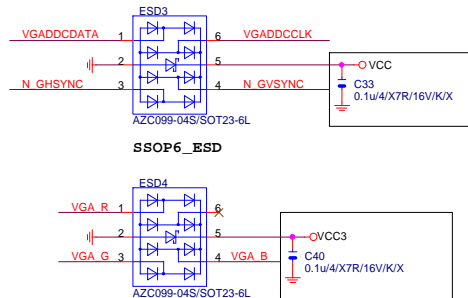 ESD3
VGADDCDATA 1 6 VGADDCCLK
2 5 VCC
N_GHSYNC 3 4 N_GVSYNC
C33
0.1u/4/X7R/16V/K/X
AZC099-04S/SOT23-6L
SSOP6_ESD
ESD4
VGA_R 1 6
2 5 VCC3
VGA_G 3 4 VGA_B
C40
0.1u/4/X7R/16V/K/X
AZC099-04S/SOT23-6L